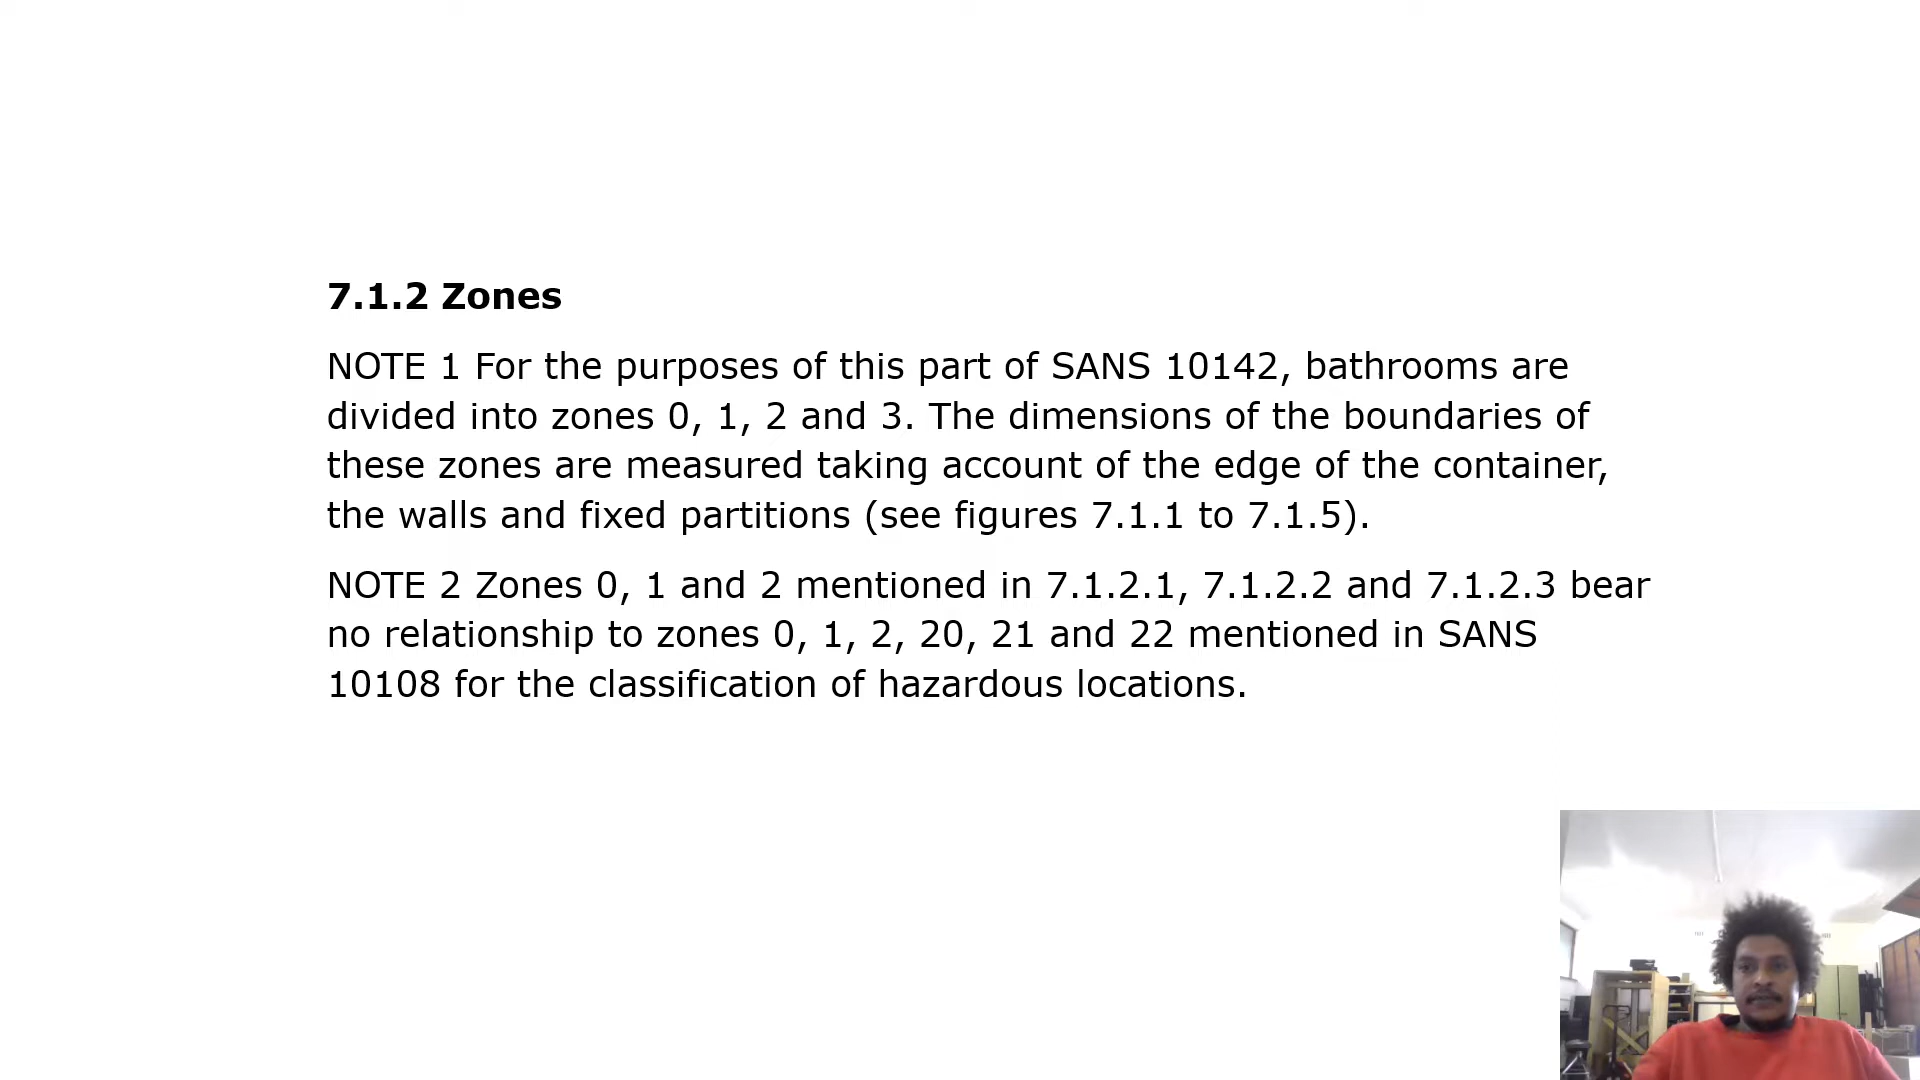 7.1.2 Zones
NOTE 1 For the purposes of this part of SANS 10142, bathrooms are
divided into zones 0, 1, 2 and 3. The dimensions of the boundaries of
these zones are measured taking account of the edge of the container,
the walls and fixed partitions (see figures 7.1.1 to 7.1.5).
NOTE 2 Zones 0, 1 and 2 mentioned in 7.1.2.1, 7.1.2.2 and 7.1.2.3 bear
no relationship to zones 0, 1, 2, 20, 21 and 22 mentioned in SANS
10108 for the classification of hazardous locations.